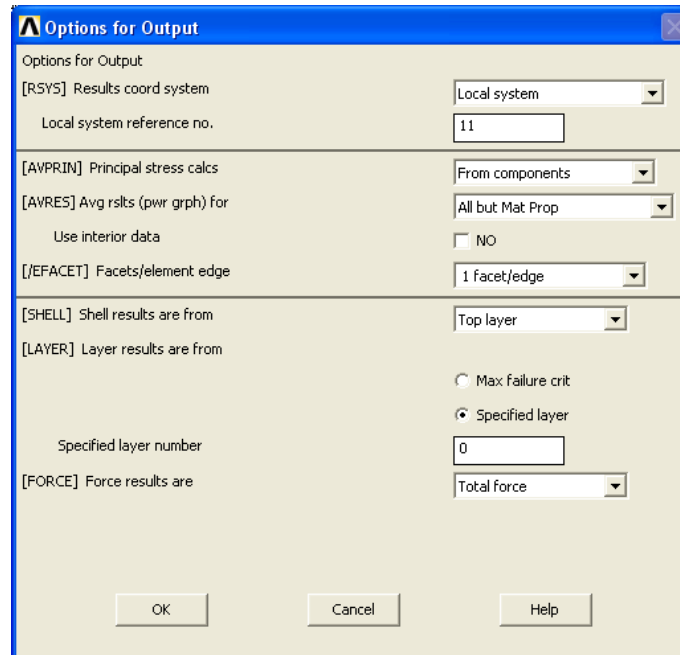 Options for Output
Options for Output
[RSYS] Results coord system
Local system
Local system reference no.
11
[AVPRIN] Principal stress calcs
From components
[AVRES] Avg rslts (pwr grph) for
All but Mat Prop
Use interior data
NO
[/EFACET] Facets/element edge
1 facet/edge
[SHELL] Shell results are from
Top layer
[LAYER] Layer results are from
Max failure crit
Specified layer
Specified layer number
0
[FORCE] Force results are
Total force
OK
Cancel
Help